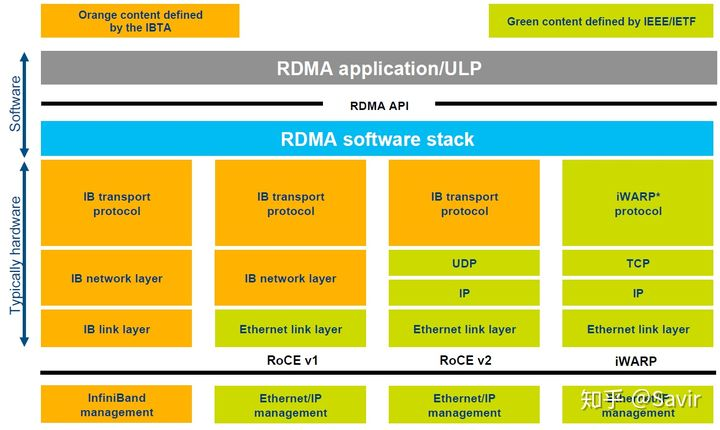 Orange content defined
by the IBTA
Green content defined by IEEE/IETF
Software
RDMA application/ULP
RDMA API
RDMA software stack
Typically hardware
IB transport
protocol
IB transport
protocol
IB transport
protocol
iWARP*
protocol
IB network layer
IB network layer
UDP
TCP
IP
IP
IB link layer
Ethernet link layer
Ethernet link layer
Ethernet link layer
RoCE v1
RoCE v2
iWARP
InfiniBand
management
Ethernet/IP
management
Ethernet/IP
management
Ethernet/IP
management
知乎 @Savir